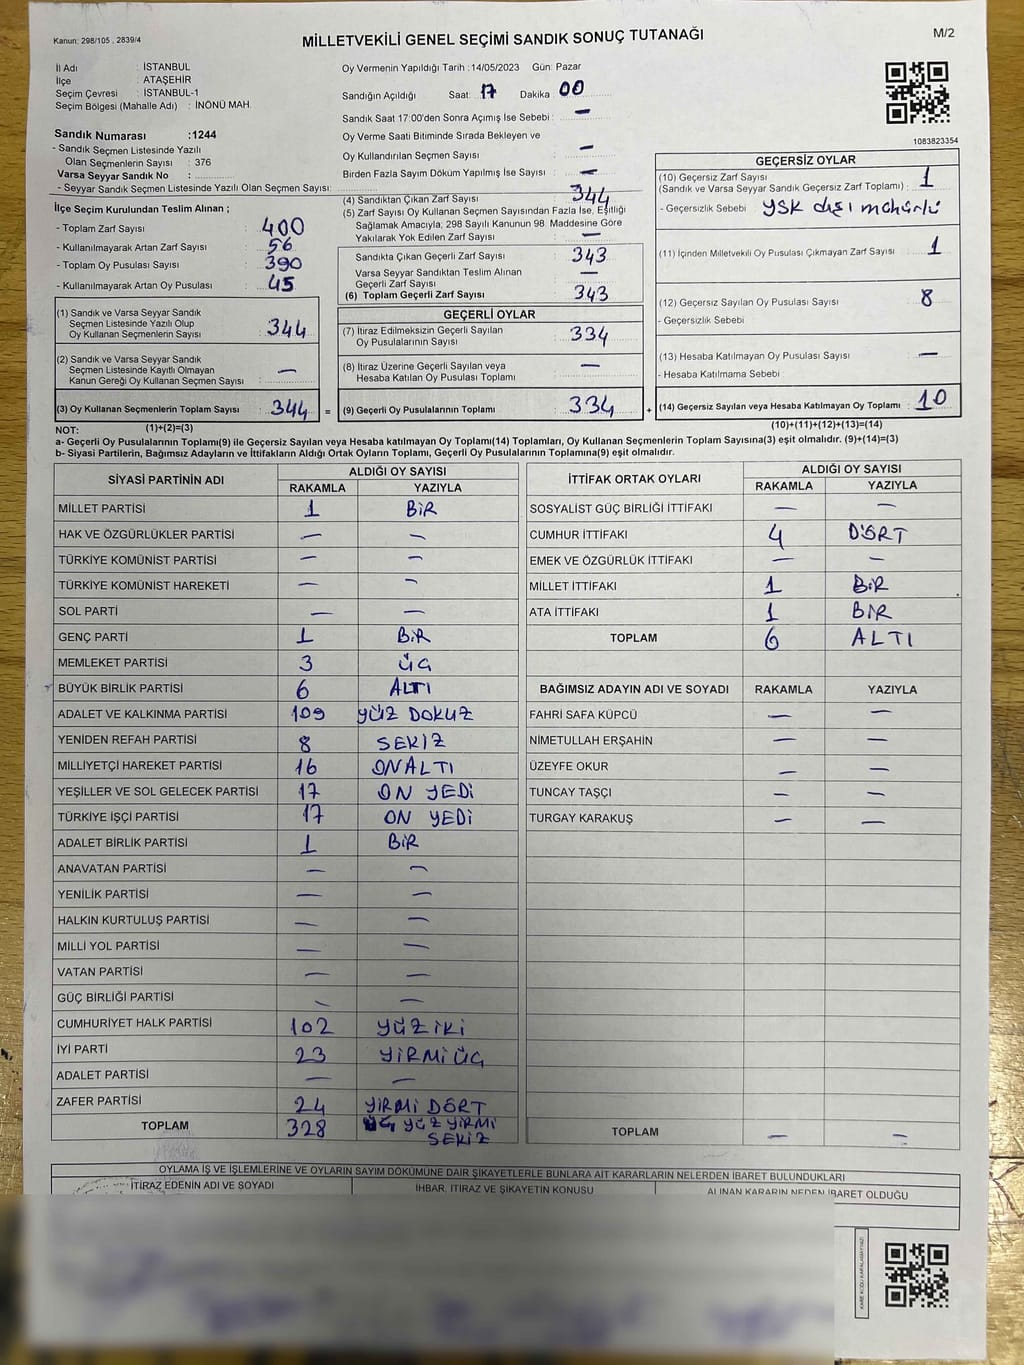 Kanun: 298/105 , 2839/4
MİLLETVEKİLİ GENEL SEÇİMİ SANDIK SONUÇ TUTANAĞI
M/2
İl Adı : İSTANBUL
İlçe : ATAŞEHİR
Seçim Çevresi : İSTANBUL-1
Seçim Bölgesi (Mahalle Adı) : İNÖNÜ MAH.
Sandık Numarası :1244
- Sandık Seçmen Listesinde Yazılı
Olan Seçmenlerin Sayısı : 376
Varsa Seyyar Sandık No :
- Seyyar Sandık Seçmen Listesinde Yazılı Olan Seçmen Sayısı:
Oy Vermenin Yapıldığı Tarih :14/05/2023 Gün: Pazar
Sandığın Açıldığı Saat: 17 Dakika 00
Sandık Saat 17:00'den Sonra Açımış İse Sebebi : —
Oy Verme Saati Bitiminde Sırada Bekleyen ve
Oy Kullandırılan Seçmen Sayısı : —
Birden Fazla Sayım Döküm Yapılmış İse Sayısı : —
1083823354
İlçe Seçim Kurulundan Teslim Alınan ;
- Toplam Zarf Sayısı : 400
- Kullanılmayarak Artan Zarf Sayısı : 56
- Toplam Oy Pusulası Sayısı : 390
- Kullanılmayarak Artan Oy Pusulası : 45
(1) Sandık ve Varsa Seyyar Sandık
Seçmen Listesinde Yazılı Olup
Oy Kullanan Seçmenlerin Sayısı : 344
(2) Sandık ve Varsa Seyyar Sandık
Seçmen Listesinde Kayıtlı Olmayan
Kanun Gereği Oy Kullanan Seçmen Sayısı : —
(3) Oy Kullanan Seçmenlerin Toplam Sayısı : 344 =
(4) Sandıktan Çıkan Zarf Sayısı : 344
(5) Zarf Sayısı Oy Kullanan Seçmen Sayısından Fazla İse, Eşitliği
Sağlamak Amacıyla; 298 Sayılı Kanunun 98. Maddesine Göre
Yakılarak Yok Edilen Zarf Sayısı : —
Sandıkta Çıkan Geçerli Zarf Sayısı : 343
Varsa Seyyar Sandıktan Teslim Alınan
Geçerli Zarf Sayısı : —
(6) Toplam Geçerli Zarf Sayısı : 343
GEÇERLİ OYLAR
(7) İtiraz Edilmeksizin Geçerli Sayılan
Oy Pusulalarının Sayısı : 334
(8) İtiraz Üzerine Geçerli Sayılan veya
Hesaba Katılan Oy Pusulası Toplamı : —
(9) Geçerli Oy Pusulalarının Toplamı : 334 +
GEÇERSİZ OYLAR
(10) Geçersiz Zarf Sayısı
(Sandık ve Varsa Seyyar Sandık Geçersiz Zarf Toplamı) : 1
- Geçersizlik Sebebi : YSK dışı mühürlü
(11) İçinden Milletvekili Oy Pusulası Çıkmayan Zarf Sayısı : 1
(12) Geçersiz Sayılan Oy Pusulası Sayısı : 8
- Geçersizlik Sebebi
(13) Hesaba Katılmayan Oy Pusulası Sayısı : —
- Hesaba Katılmama Sebebi :
(14) Geçersiz Sayılan veya Hesaba Katılmayan Oy Toplamı : 10
NOT: (1)+(2)=(3) (10)+(11)+(12)+(13)=(14)
a- Geçerli Oy Pusulalarının Toplamı(9) ile Geçersiz Sayılan veya Hesaba katılmayan Oy Toplamı(14) Toplamları, Oy Kullanan Seçmenlerin Toplam Sayısına(3) eşit olmalıdır. (9)+(14)=(3)
b- Siyasi Partilerin, Bağımsız Adayların ve İttifakların Aldığı Ortak Oyların Toplamı, Geçerli Oy Pusulalarının Toplamına(9) eşit olmalıdır.
SİYASİ PARTİNİN ADI ALDIĞI OY SAYISI
RAKAMLA YAZIYLA
MİLLET PARTİSİ 1 BİR
HAK VE ÖZGÜRLÜKLER PARTİSİ — —
TÜRKİYE KOMÜNİST PARTİSİ — —
TÜRKİYE KOMÜNİST HAREKETİ — —
SOL PARTİ — —
GENÇ PARTİ 1 BİR
MEMLEKET PARTİSİ 3 ÜÇ
BÜYÜK BİRLİK PARTİSİ 6 ALTI
ADALET VE KALKINMA PARTİSİ 109 YÜZ DOKUZ
YENİDEN REFAH PARTİSİ 8 SEKİZ
MİLLİYETÇİ HAREKET PARTİSİ 16 ONALTI
YEŞİLLER VE SOL GELECEK PARTİSİ 17 ON YEDİ
TÜRKİYE İŞÇİ PARTİSİ 17 ON YEDİ
ADALET BİRLİK PARTİSİ 1 BİR
ANAVATAN PARTİSİ — —
YENİLİK PARTİSİ — —
HALKIN KURTULUŞ PARTİSİ — —
MİLLİ YOL PARTİSİ — —
VATAN PARTİSİ — —
GÜÇ BİRLİĞİ PARTİSİ — —
CUMHURİYET HALK PARTİSİ 102 YÜZ İKİ
İYİ PARTİ 23 YİRMİ ÜÇ
ADALET PARTİSİ — —
ZAFER PARTİSİ 24 YİRMİ DÖRT
TOPLAM 328 ÜÇ YÜZ YİRMİ
SEKİZ
İTTİFAK ORTAK OYLARI ALDIĞI OY SAYISI
RAKAMLA YAZIYLA
SOSYALİST GÜÇ BİRLİĞİ İTTİFAKI — —
CUMHUR İTTİFAKI 4 DÖRT
EMEK VE ÖZGÜRLÜK İTTİFAKI — —
MİLLET İTTİFAKI 1 BİR
ATA İTTİFAKI 1 BİR
TOPLAM 6 ALTI
BAĞIMSIZ ADAYIN ADI VE SOYADI RAKAMLA YAZIYLA
FAHRİ SAFA KÜPCÜ — —
NİMETULLAH ERŞAHİN — —
ÜZEYFE OKUR — —
TUNCAY TAŞÇI — —
TURGAY KARAKUŞ — —
TOPLAM — —
OYLAMA İŞ VE İŞLEMLERİNE VE OYLARIN SAYIM DÖKÜMÜNE DAİR ŞİKAYETLERLE BUNLARA AİT KARARLARIN NELERDEN İBARET BULUNDUKLARI
İTİRAZ EDENİN ADI VE SOYADI İHBAR, İTİRAZ VE ŞİKAYETİN KONUSU ALINAN KARARIN NEDEN İBARET OLDUĞU
KARE KODU KARALAMAYINIZ!